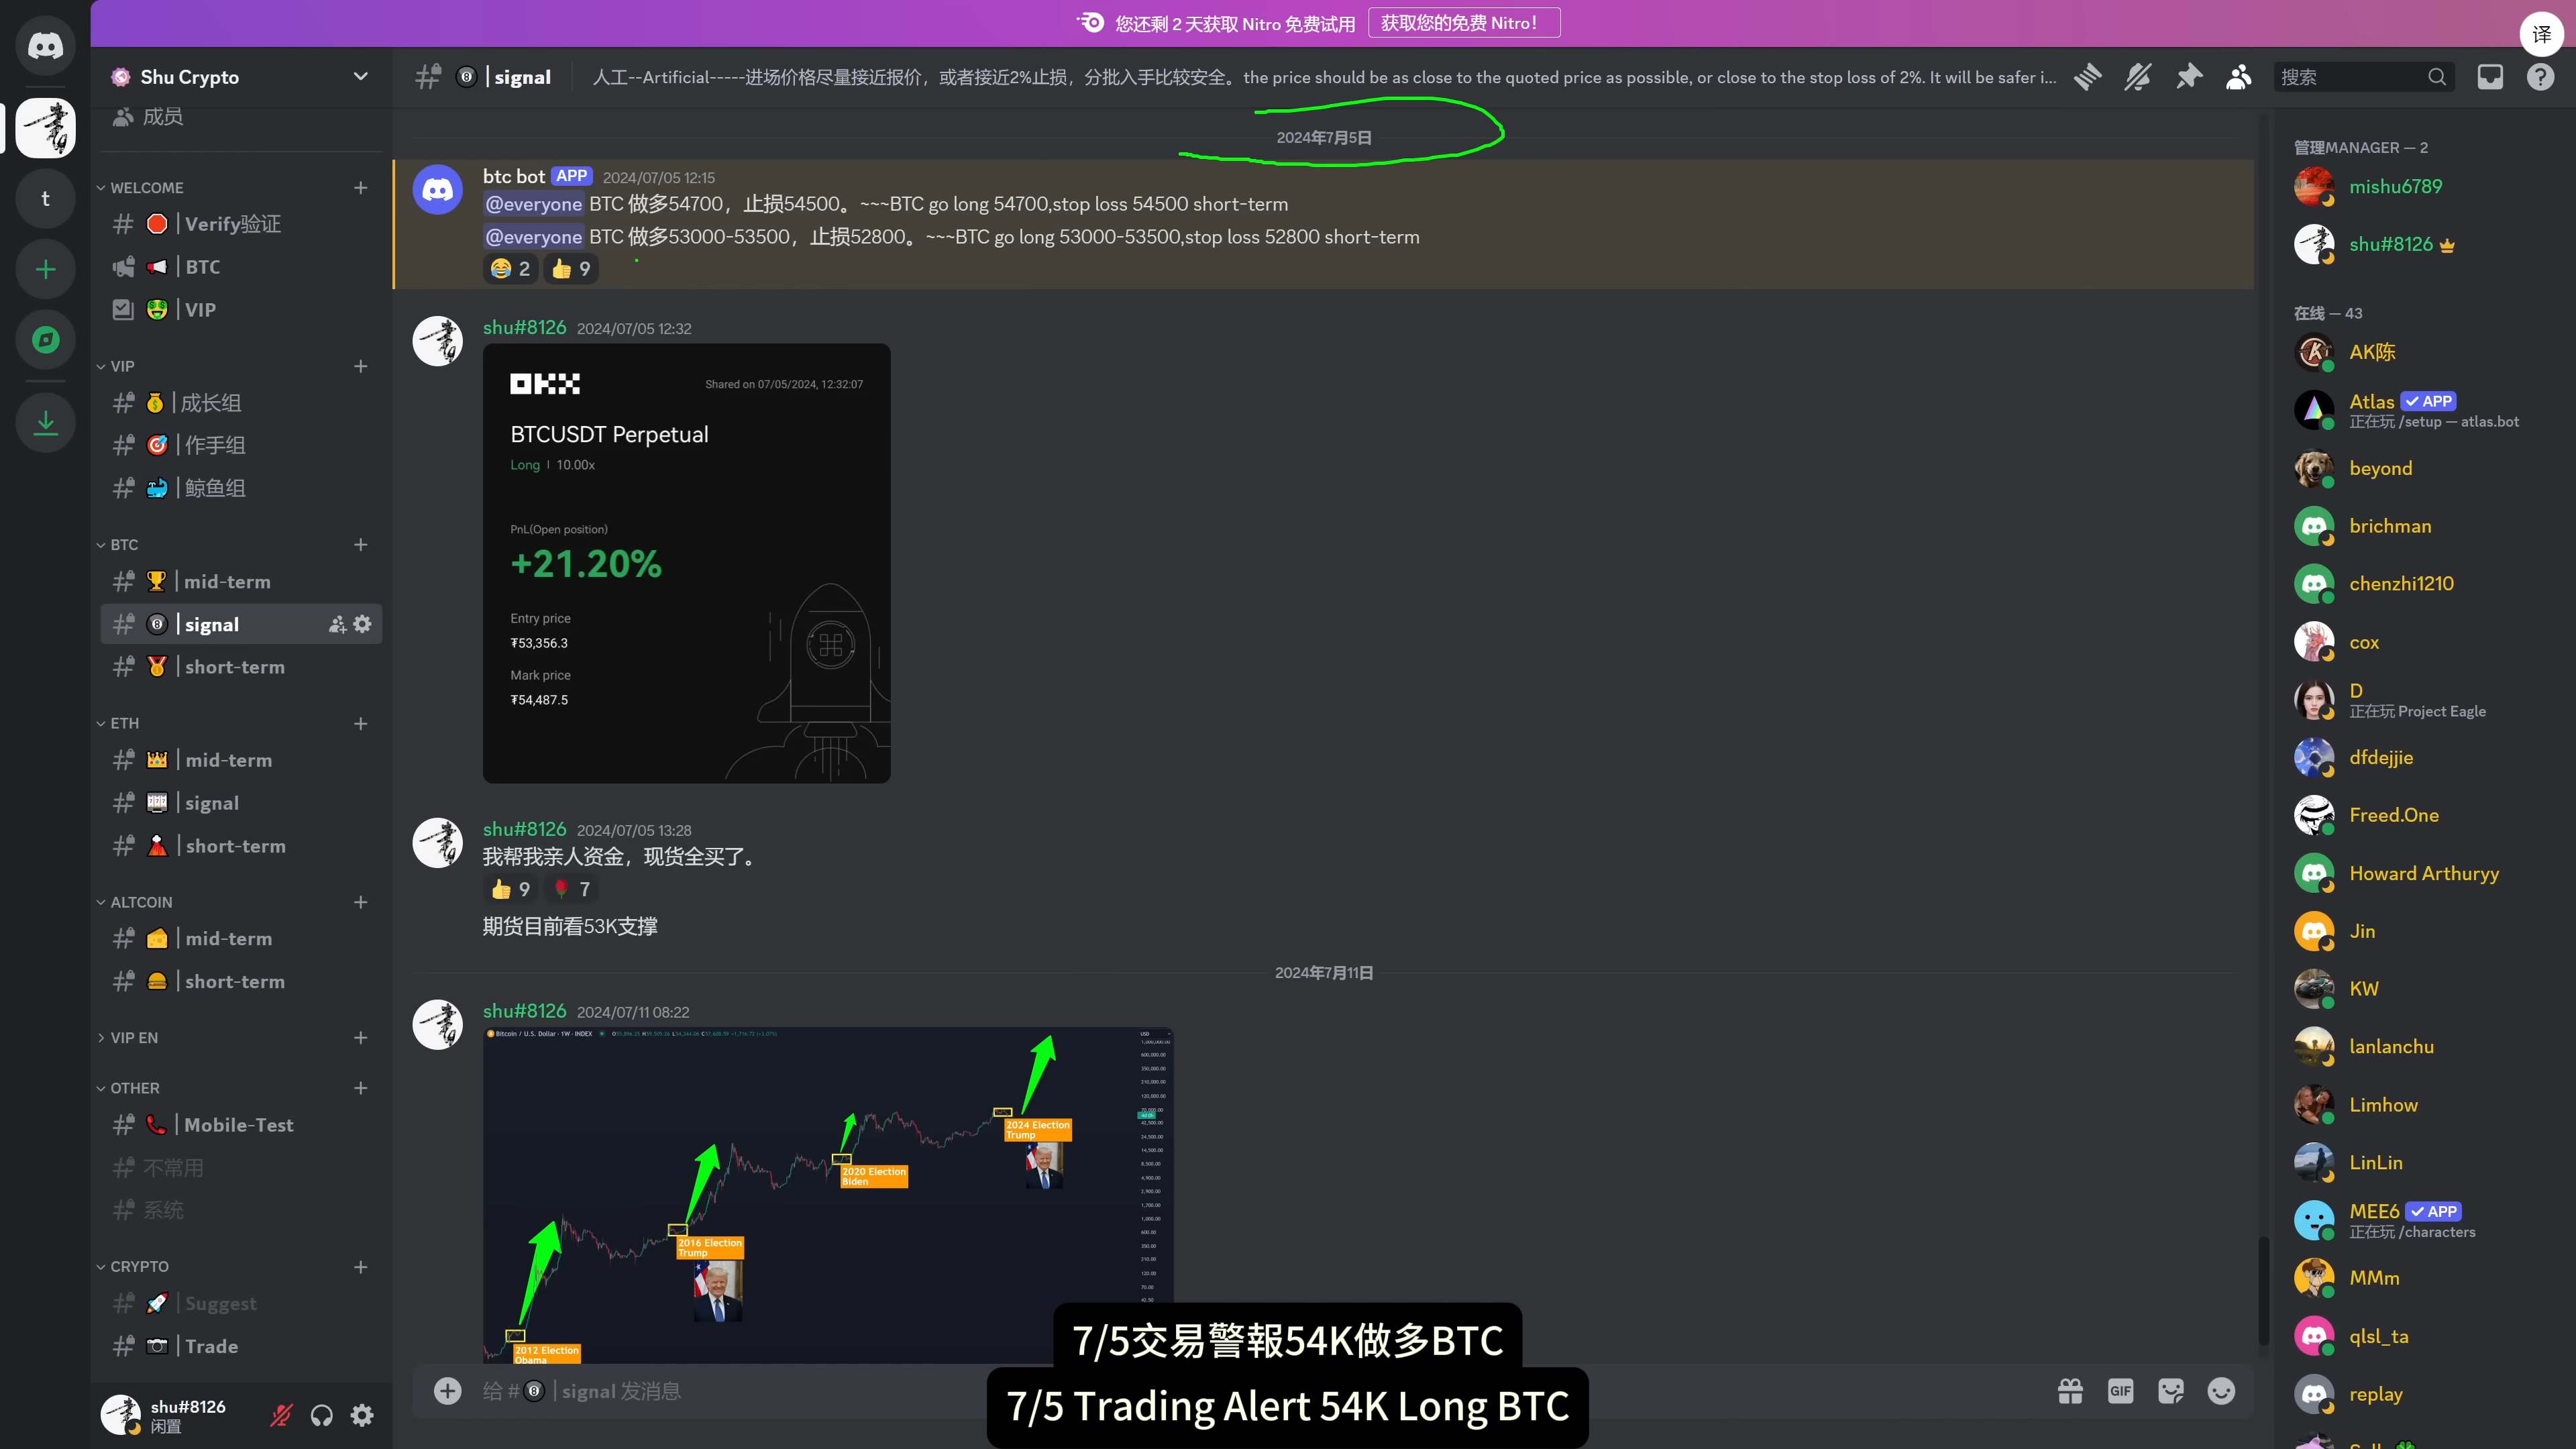 您还剩 2 天获取 Nitro 免费试用
获取您的免费 Nitro！
译
Shu Crypto
signal
人工--Artificial-----进场价格尽量接近报价，或者接近2%止损，分批入手比较安全。the price should be as close to the quoted price as possible, or close to the stop loss of 2%. It will be safer i...
搜索
t
成员
WELCOME
Verify验证
BTC
VIP
VIP
成长组
作手组
鲸鱼组
BTC
mid-term
signal
short-term
ETH
mid-term
signal
short-term
ALTCOIN
mid-term
short-term
VIP EN
OTHER
Mobile-Test
不常用
系统
CRYPTO
Suggest
Trade
shu#8126
闲置
2024年7月5日
btc bot APP 2024/07/05 12:15
@everyone BTC 做多54700，止损54500。~~~BTC go long 54700,stop loss 54500 short-term
@everyone BTC 做多53000-53500，止损52800。~~~BTC go long 53000-53500,stop loss 52800 short-term
2 9
shu#8126 2024/07/05 12:32
OKX
Shared on 07/05/2024, 12:32:07
BTCUSDT Perpetual
Long | 10.00x
PnL(Open position)
+21.20%
Entry price
₮53,356.3
Mark price
₮54,487.5
shu#8126 2024/07/05 13:28
我帮我亲人资金，现货全买了。
9 7
期货目前看53K支撑
2024年7月11日
shu#8126 2024/07/11 08:22
Bitcoin / U.S. Dollar · 1W · INDEX
USD
2024 Election
Trump
2020 Election
Biden
2016 Election
Trump
2012 Election
Obama
7/5交易警報54K做多BTC
7/5 Trading Alert 54K Long BTC
给 # signal 发消息
GIF
管理MANAGER — 2
mishu6789
shu#8126
在线 — 43
AK陈
Atlas APP
正在玩 /setup — atlas.bot
beyond
brichman
chenzhi1210
cox
D
正在玩 Project Eagle
dfdejjie
Freed.One
Howard Arthuryy
Jin
KW
lanlanchu
Limhow
LinLin
MEE6 APP
正在玩 /characters
MMm
qlsl_ta
replay